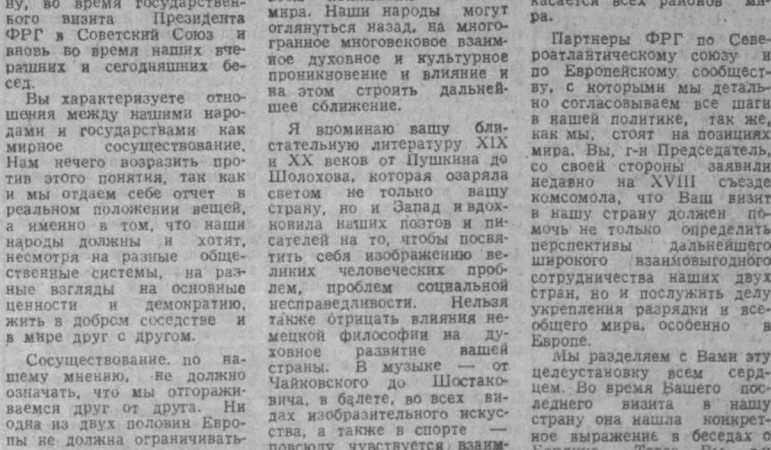 ну, во время государствен-
ного визита Президента
ФРГ в Советский Союз и
вновь во время наших вче-
рашних и сегодняшних бе-
сед.
Вы характеризуете отно-
шения между нашими наро-
дами и государствами как
мирное сосуществование.
Нам нечего возразить про-
тив этого понятия, так как
и мы отдаем себе отчет в
реальном положении вещей,
а именно в том, что наши
народы должны и хотят,
несмотря на разные обще-
ственные системы, на раз-
ные взгляды на основные
ценности и демократию,
жить в добром соседстве и
в мире друг с другом.
Сосуществование, по на-
шему мнению, не должно
означать, что мы отгоражи-
ваемся друг от друга. Ни
одна из двух половин Евро-
пы не должна ограничивать-
мира. Наши народы могут
оглянуться назад, на много-
гранное многовековое взаим-
ное духовное и культурное
проникновение и влияние и
на этом строить дальней-
шее сближение.
Я вспоминаю вашу бли-
стательную литературу XIX
и XX веков от Пушкина до
Шолохова, которая озаряла
светом не только вашу
страну, но и Запад и вдох-
новила наших поэтов и пи-
сателей на то, чтобы посвя-
тить себя изображению ве-
ликих человеческих проб-
лем, проблем социальной
несправедливости. Нельзя
также отрицать влияния не-
мецкой философии на ду-
ховное развитие вашей
страны. В музыке — от
Чайковского до Шостако-
вича, в балете, во всех ви-
дах изобразительного искус-
ства, а также в спорте —
повсюду чувствуется взаим-
касается всех районов ми-
ра.
Партнеры ФРГ по Севе-
роатлантическому союзу и
по Европейскому сообщест-
ву, с которыми мы деталь-
но согласовываем все шаги
в нашей политике, так же,
как мы, стоят на позициях
мира. Вы, г-н Председатель,
со своей стороны заявили
недавно на XVIII съезде
комсомола, что Ваш визит
в нашу страну должен по-
мочь не только определить
перспективы дальнейшего
широкого взаимовыгодного
сотрудничества наших двух
стран, но и послужить делу
укрепления разрядки и все-
общего мира, особенно в
Европе.
Мы разделяем с Вами эту
целеустановку всем серд-
цем. Во время Вашего пос-
леднего визита в нашу
страну она нашла конкрет-
ное выражение в беседах о